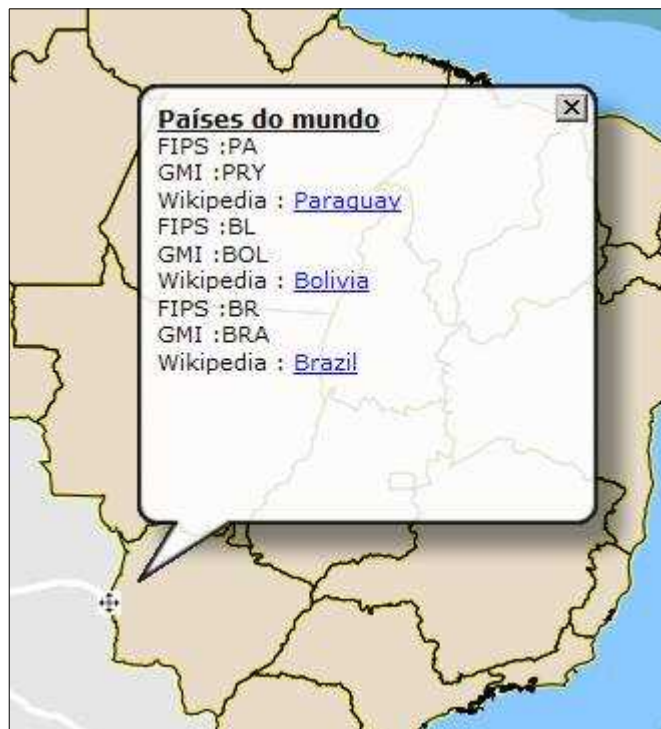 Países do mundo
FIPS :PA
GMI :PRY
Wikipedia : Paraguay
FIPS :BL
GMI :BOL
Wikipedia : Bolivia
FIPS :BR
GMI :BRA
Wikipedia : Brazil